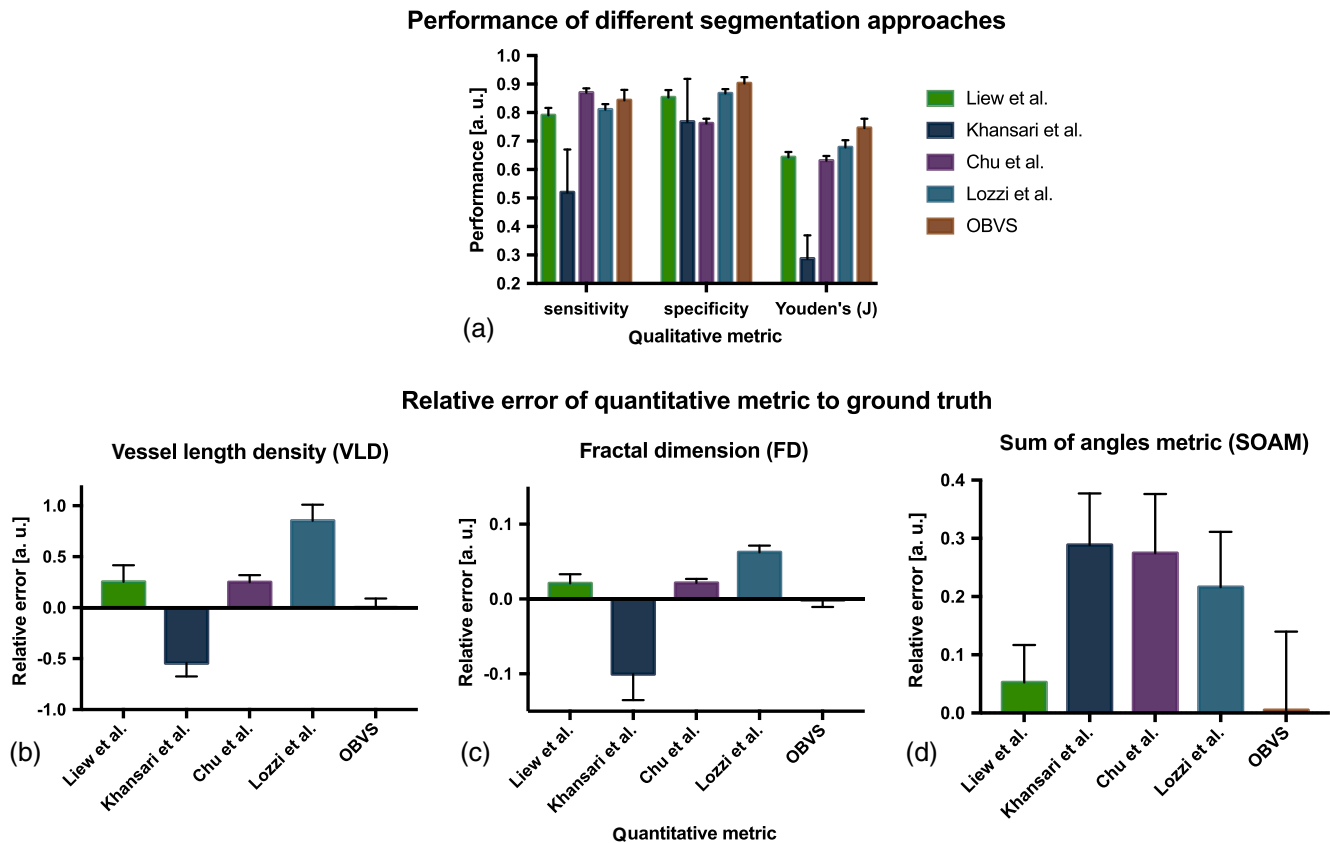 Performance of different segmentation approaches
Performance [a. u.]
1.0
0.9
0.8
0.7
0.6
0.5
0.4
0.3
0.2
sensitivity
specificity
Youden's (J)
Qualitative metric
(a)
Liew et al.
Khansari et al.
Chu et al.
Lozzi et al.
OBVS
Relative error of quantitative metric to ground truth
Vessel length density (VLD)
Relative error [a. u.]
1.0
0.5
0.0
-0.5
-1.0
Liew et al.
Khansari et al.
Chu et al.
Lozzi et al.
OBVS
(b)
Fractal dimension (FD)
Relative error [a. u.]
0.1
0.0
-0.1
Liew et al.
Khansari et al.
Chu et al.
Lozzi et al.
OBVS
(c)
Sum of angles metric (SOAM)
Relative error [a. u.]
0.4
0.3
0.2
0.1
0.0
Liew et al.
Khansari et al.
Chu et al.
Lozzi et al.
OBVS
(d)
Quantitative metric